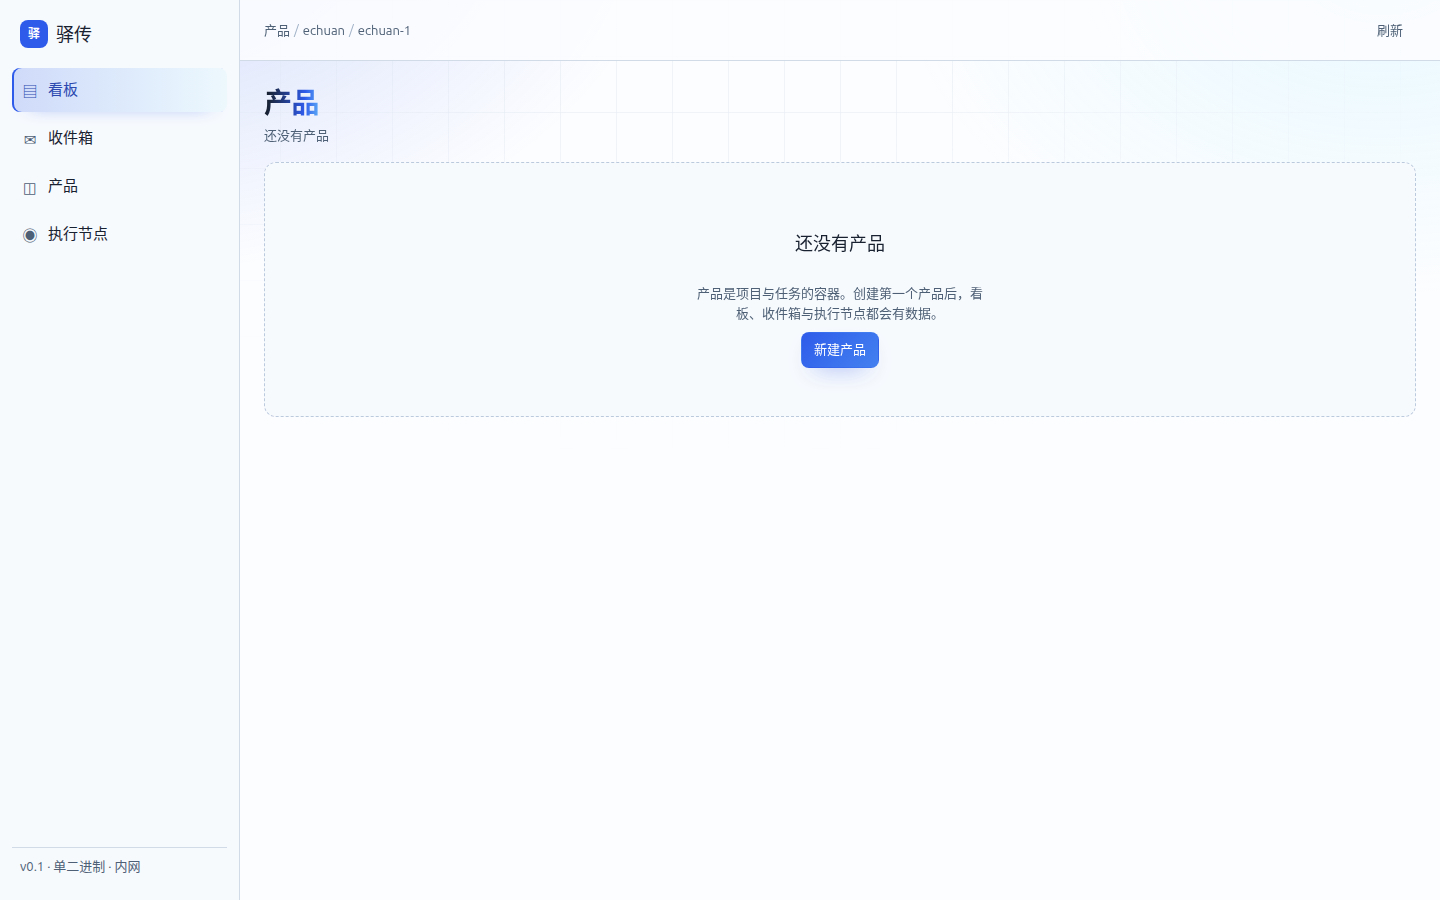 驿 驿传
看板
收件箱
产品
执行节点
v0.1 · 单二进制 · 内网
产品 / echuan / echuan-1
刷新
产品
还没有产品
还没有产品
产品是项目与任务的容器。创建第一个产品后，看
板、收件箱与执行节点都会有数据。
新建产品